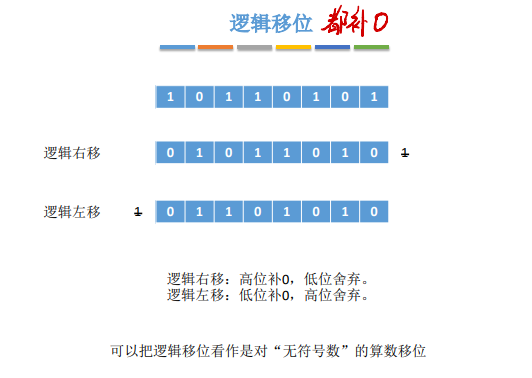 逻辑移位 都补0
1 0 1 1 0 1 0 1
逻辑右移 0 1 0 1 1 0 1 0 1
逻辑左移 1 0 1 1 0 1 0 1 0
逻辑右移：高位补0，低位舍弃。
逻辑左移：低位补0，高位舍弃。
可以把逻辑移位看作是对“无符号数”的算数移位